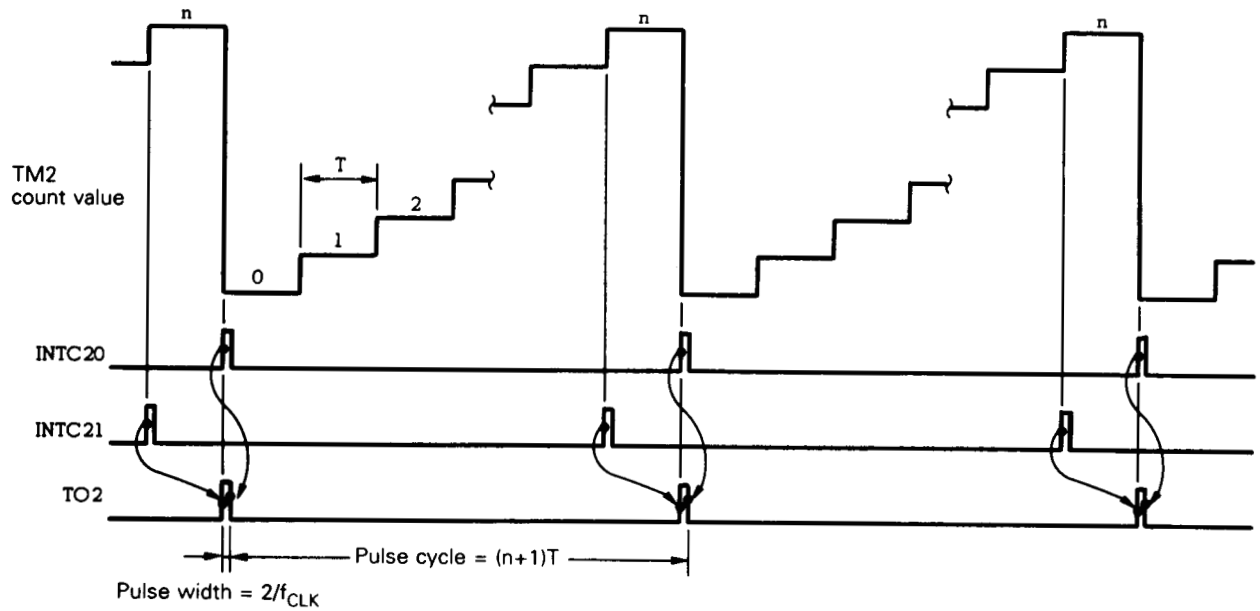 n
n
n
TM2
count value
T
2
1
0
INTC20
INTC21
TO2
Pulse cycle = (n+1)T
Pulse width = 2/fCLK